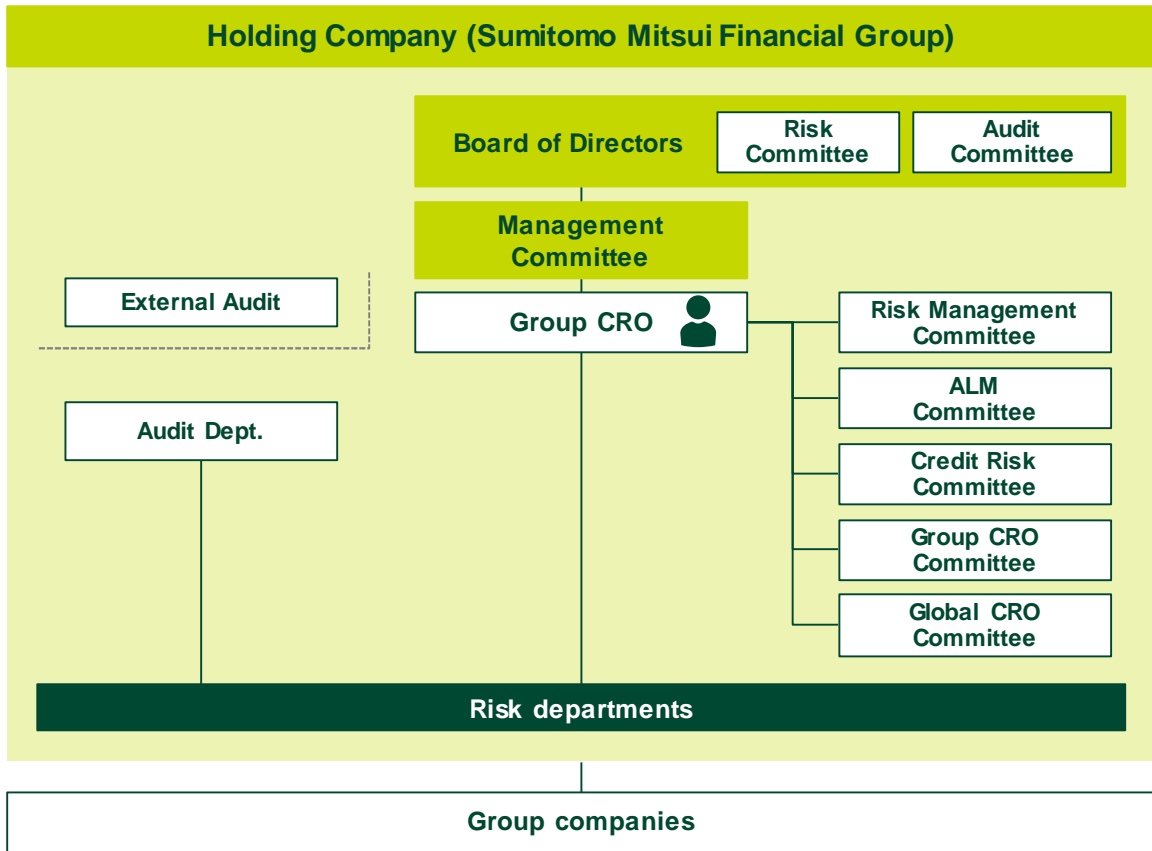 Holding Company (Sumitomo Mitsui Financial Group)
Board of Directors
Risk
Committee
Audit
Committee
Management
Committee
External Audit
Group CRO
Risk Management
Committee
ALM
Committee
Audit Dept.
Credit Risk
Committee
Group CRO
Committee
Global CRO
Committee
Risk departments
Group companies